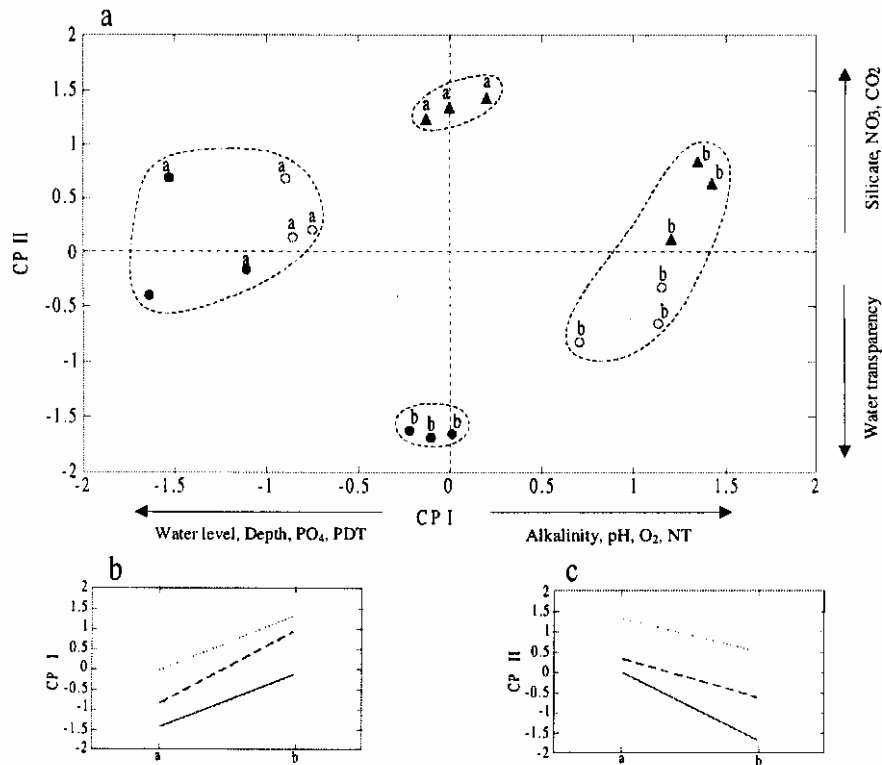 a
2
1.5
1
0.5
0
-0.5
-1
-1.5
-2
CP II
a a a
a a
a a
a
b b
b
b
b b
b b b
-2 -1.5 -1 -0.5 0 0.5 1 1.5 2
CP I
Water level, Depth, PO₄, PDT
Alkalinity, pH, O₂, NT
Silicate, NO₃, CO₂
Water transparency
b
2
1.5
1
0.5
0
-0.5
-1
-1.5
-2
CP I
a b
c
2
1.5
1
0.5
0
-0.5
-1
-1.5
-2
CP II
a b